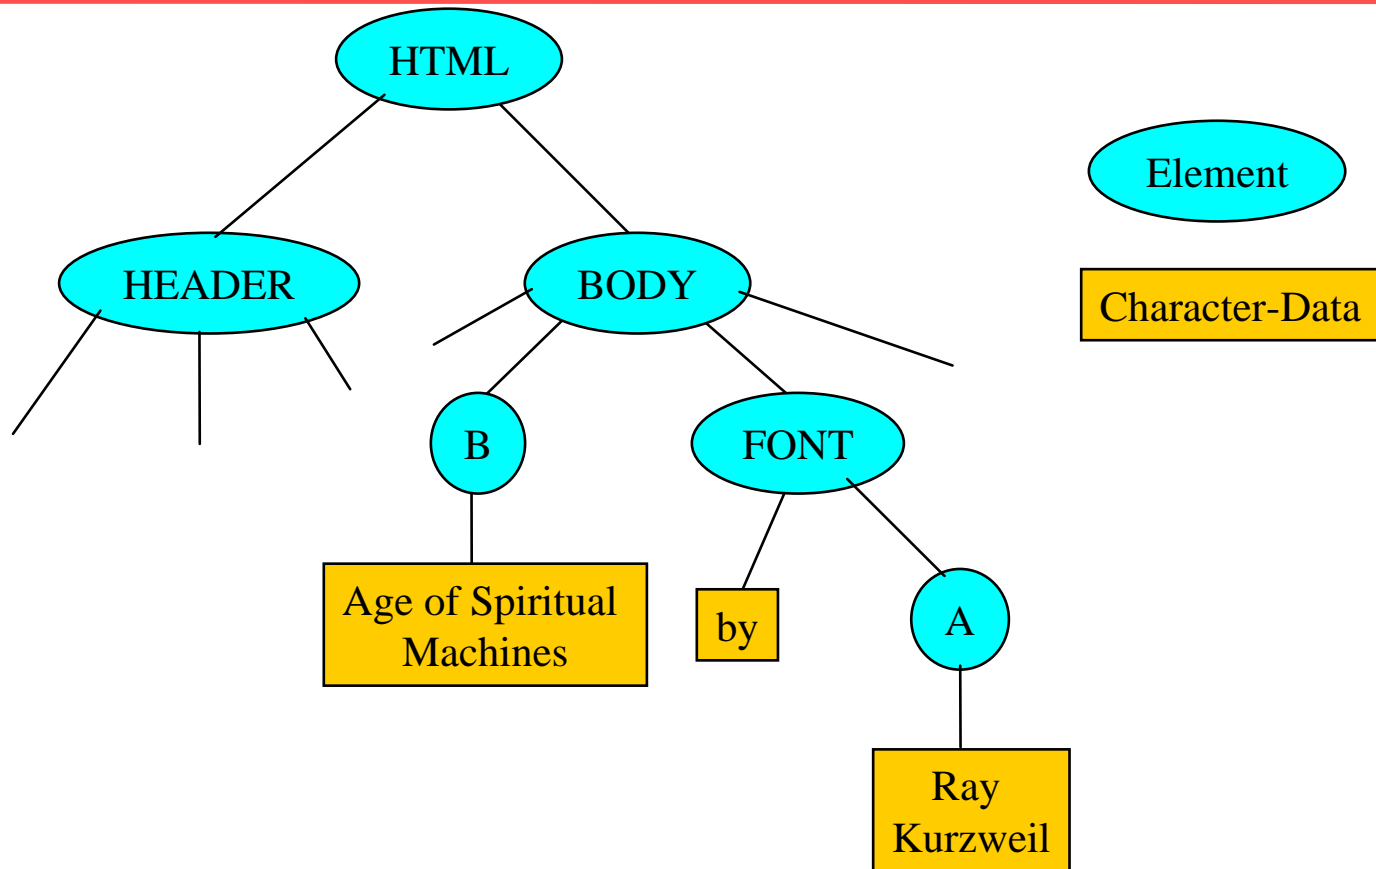 HTML
Element
HEADER
BODY
Character-Data
B
FONT
Age of Spiritual
Machines
by
A
Ray
Kurzweil